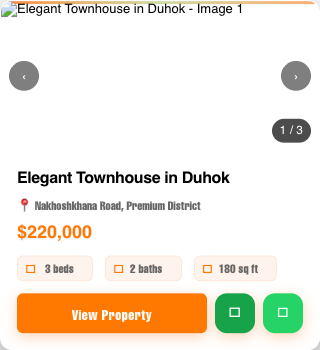 Elegant Townhouse in Duhok - Image 1
‹
›
1 / 3
Elegant Townhouse in Duhok
📍 Nakhoshkhana Road, Premium District
$220,000
3 beds
2 baths
180 sq ft
View Property